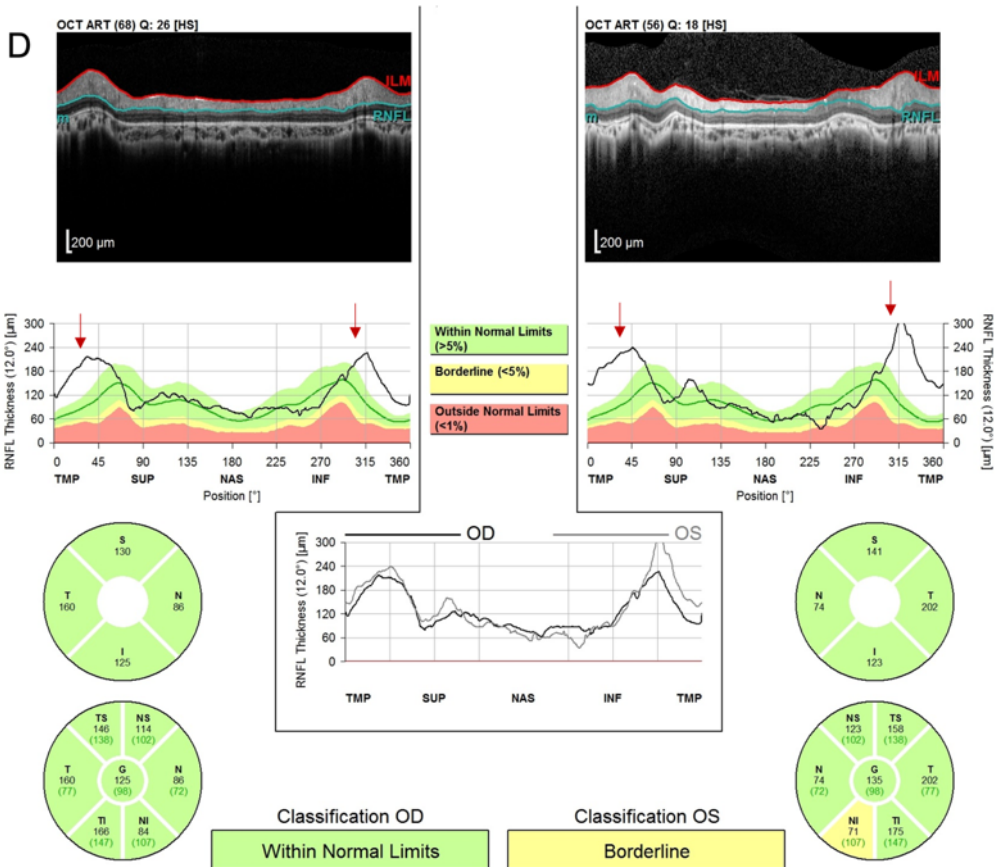 D
OCT ART (68) Q: 26 [HS]
OCT ART (56) Q: 18 [HS]
ILM
RNFL
m
200 µm
ILM
RNFL
m
200 µm
RNFL Thickness (12.0°) [µm]
300
240
180
120
60
0
0 45 90 135 180 225 270 315 360
TMP SUP NAS INF TMP
Position [°]
Within Normal Limits
(>5%)
Borderline (<5%)
Outside Normal Limits
(<1%)
300
240
180
120
60
0
RNFL Thickness (12.0°) [µm]
0 45 90 135 180 225 270 315 360
TMP SUP NAS INF TMP
Position [°]
OD OS
RNFL Thickness (12.0°) [µm]
300
240
180
120
60
0
TMP SUP NAS INF TMP
S
130
T
160
N
86
I
125
S
141
N
74
T
202
I
123
TS
146
(138)
NS
114
(102)
T
160
(77)
G
125
(98)
N
86
(72)
TI
166
(147)
NI
84
(107)
NS
123
(102)
TS
158
(138)
N
74
(72)
G
135
(98)
T
202
(77)
NI
71
(107)
TI
175
(147)
Classification OD
Within Normal Limits
Classification OS
Borderline